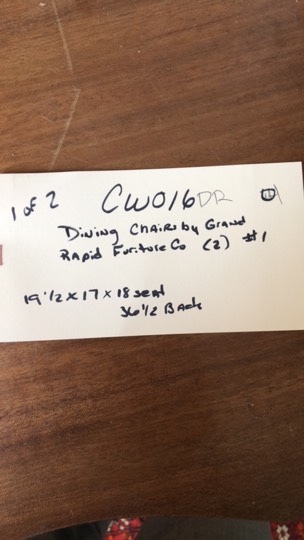 1 of 2 CW016DR #1
Dining Chairs by Grand
Rapid Furiture Co (2) #1
19 1/2 x 17 x 18 seat
36 1/2 Back